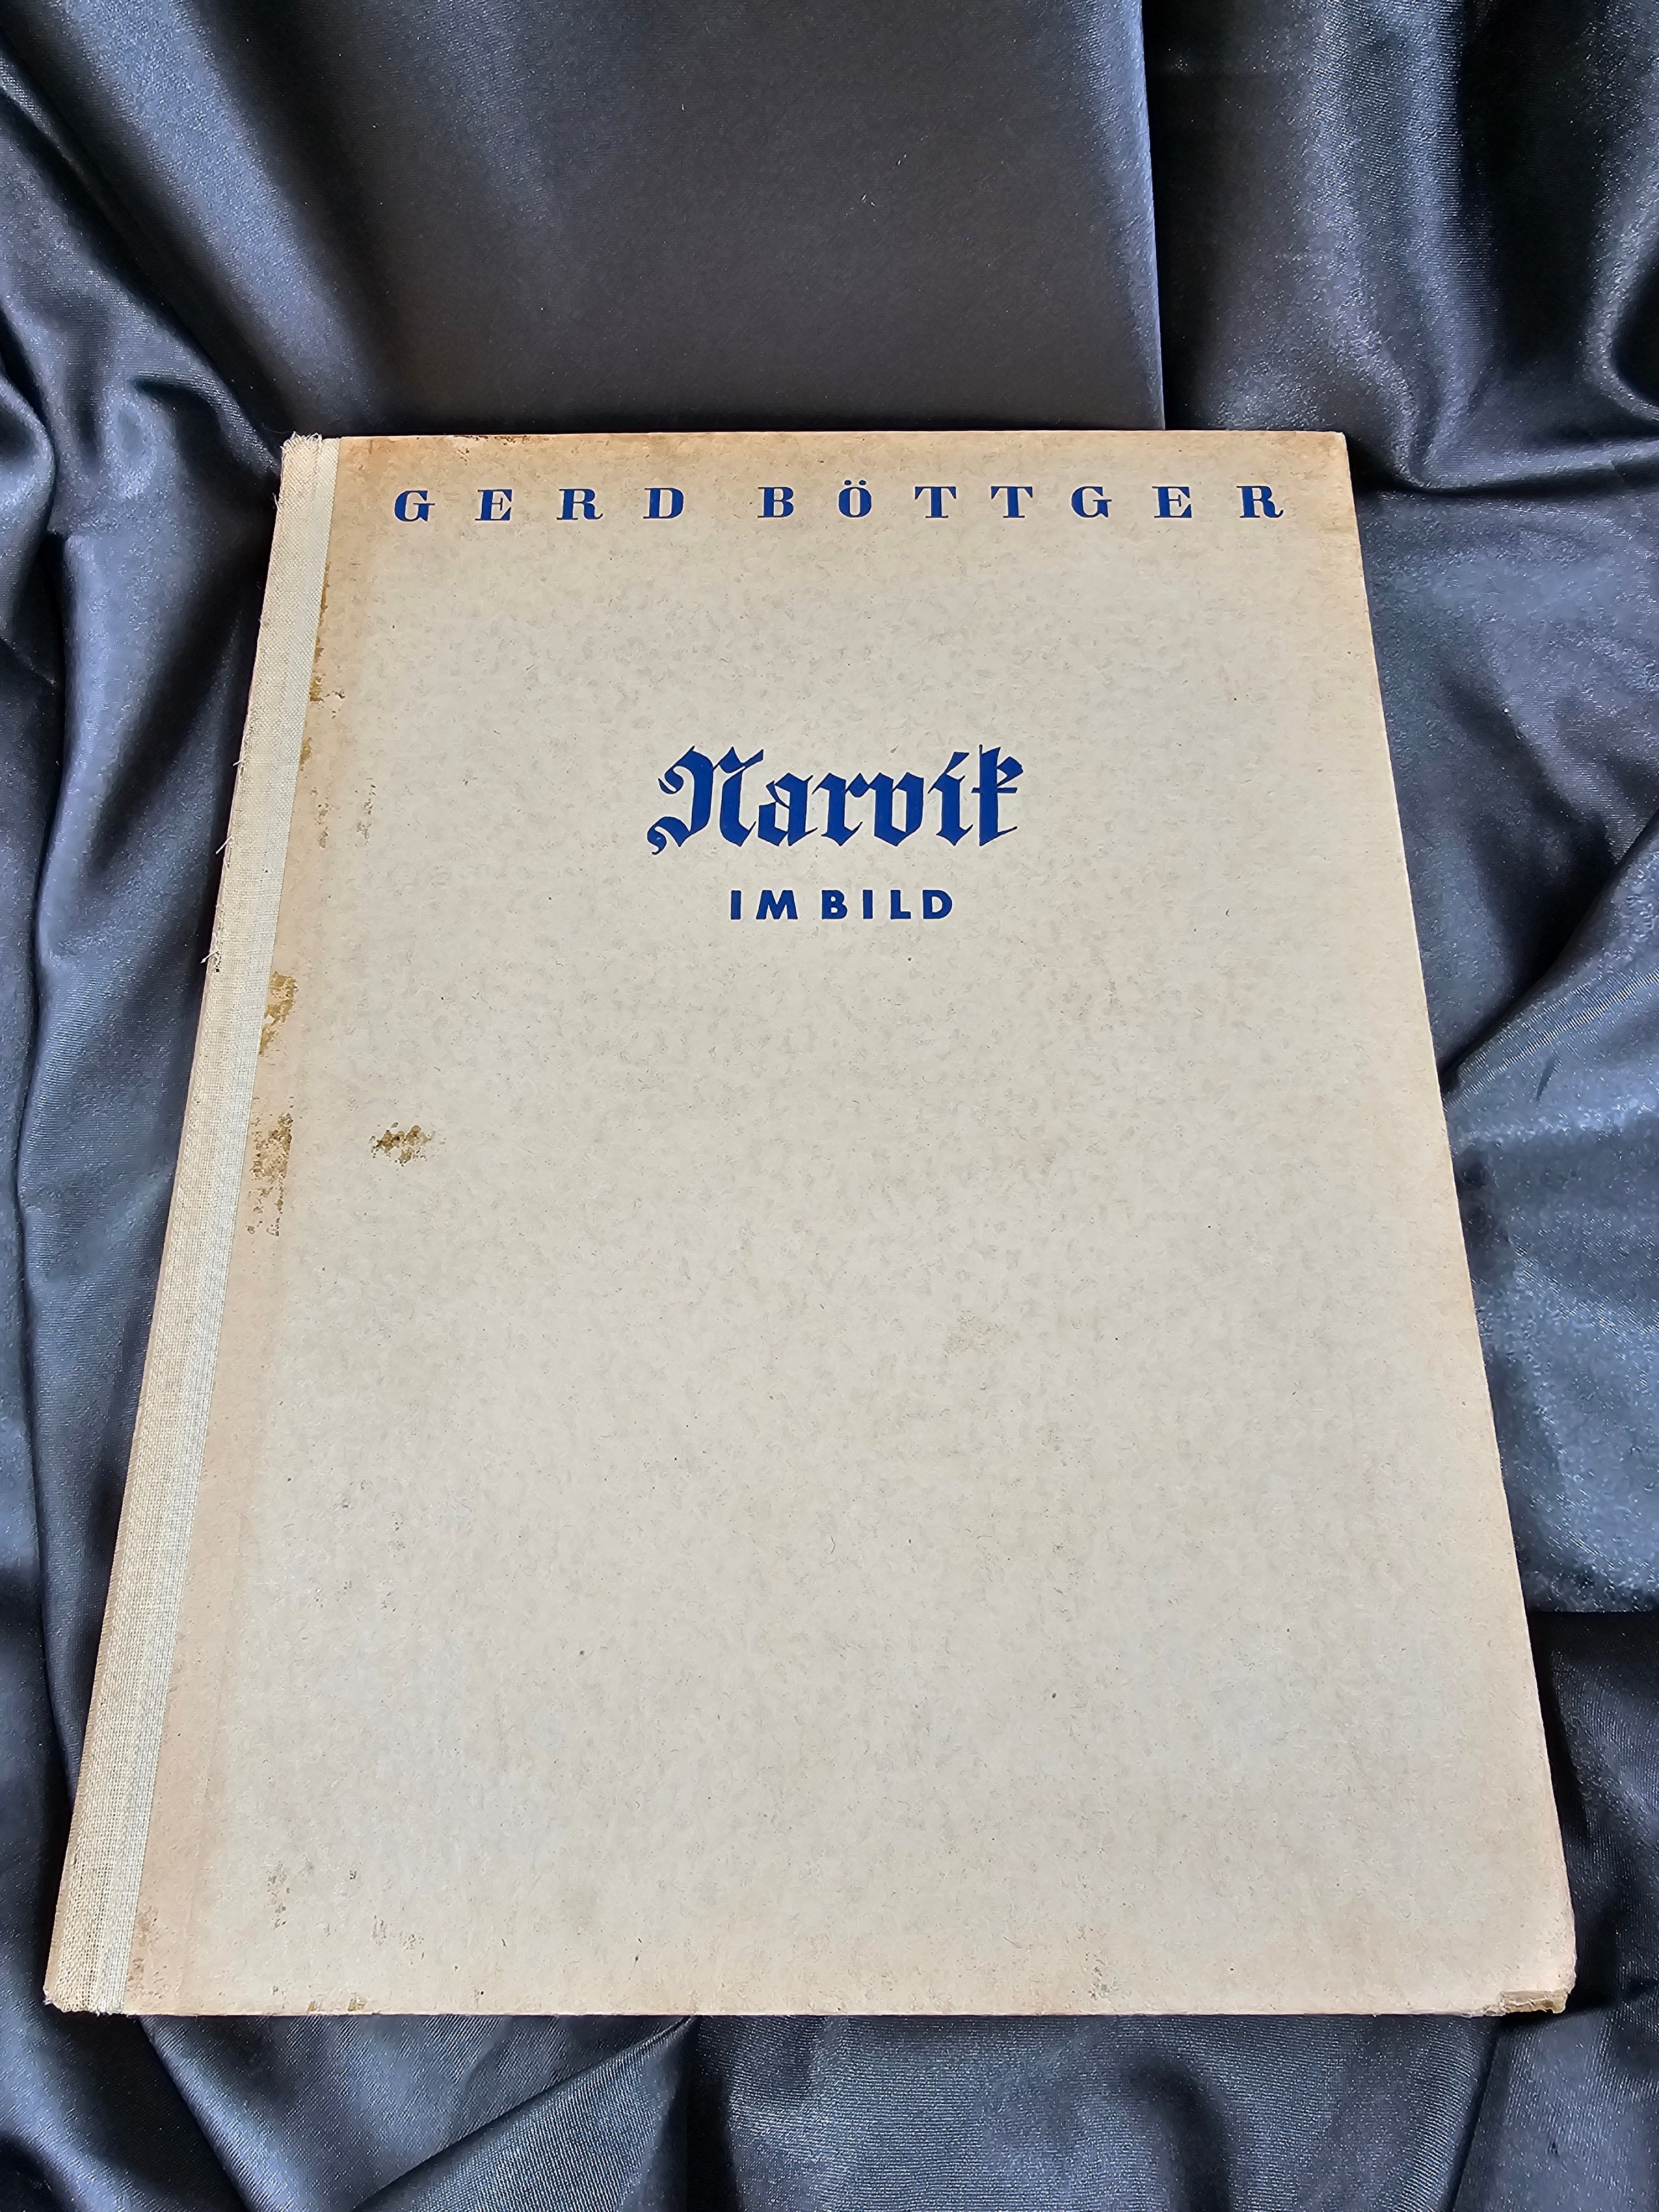 GERD BÖTTGER
Narvik
IM BILD